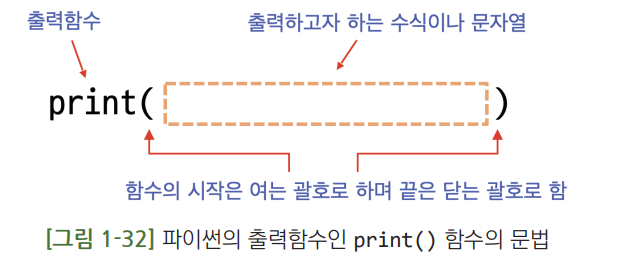 출력함수
출력하고자 하는 수식이나 문자열
print( )
함수의 시작은 여는 괄호로 하며 끝은 닫는 괄호로 함
[그림 1-32] 파이썬의 출력함수인 print() 함수의 문법